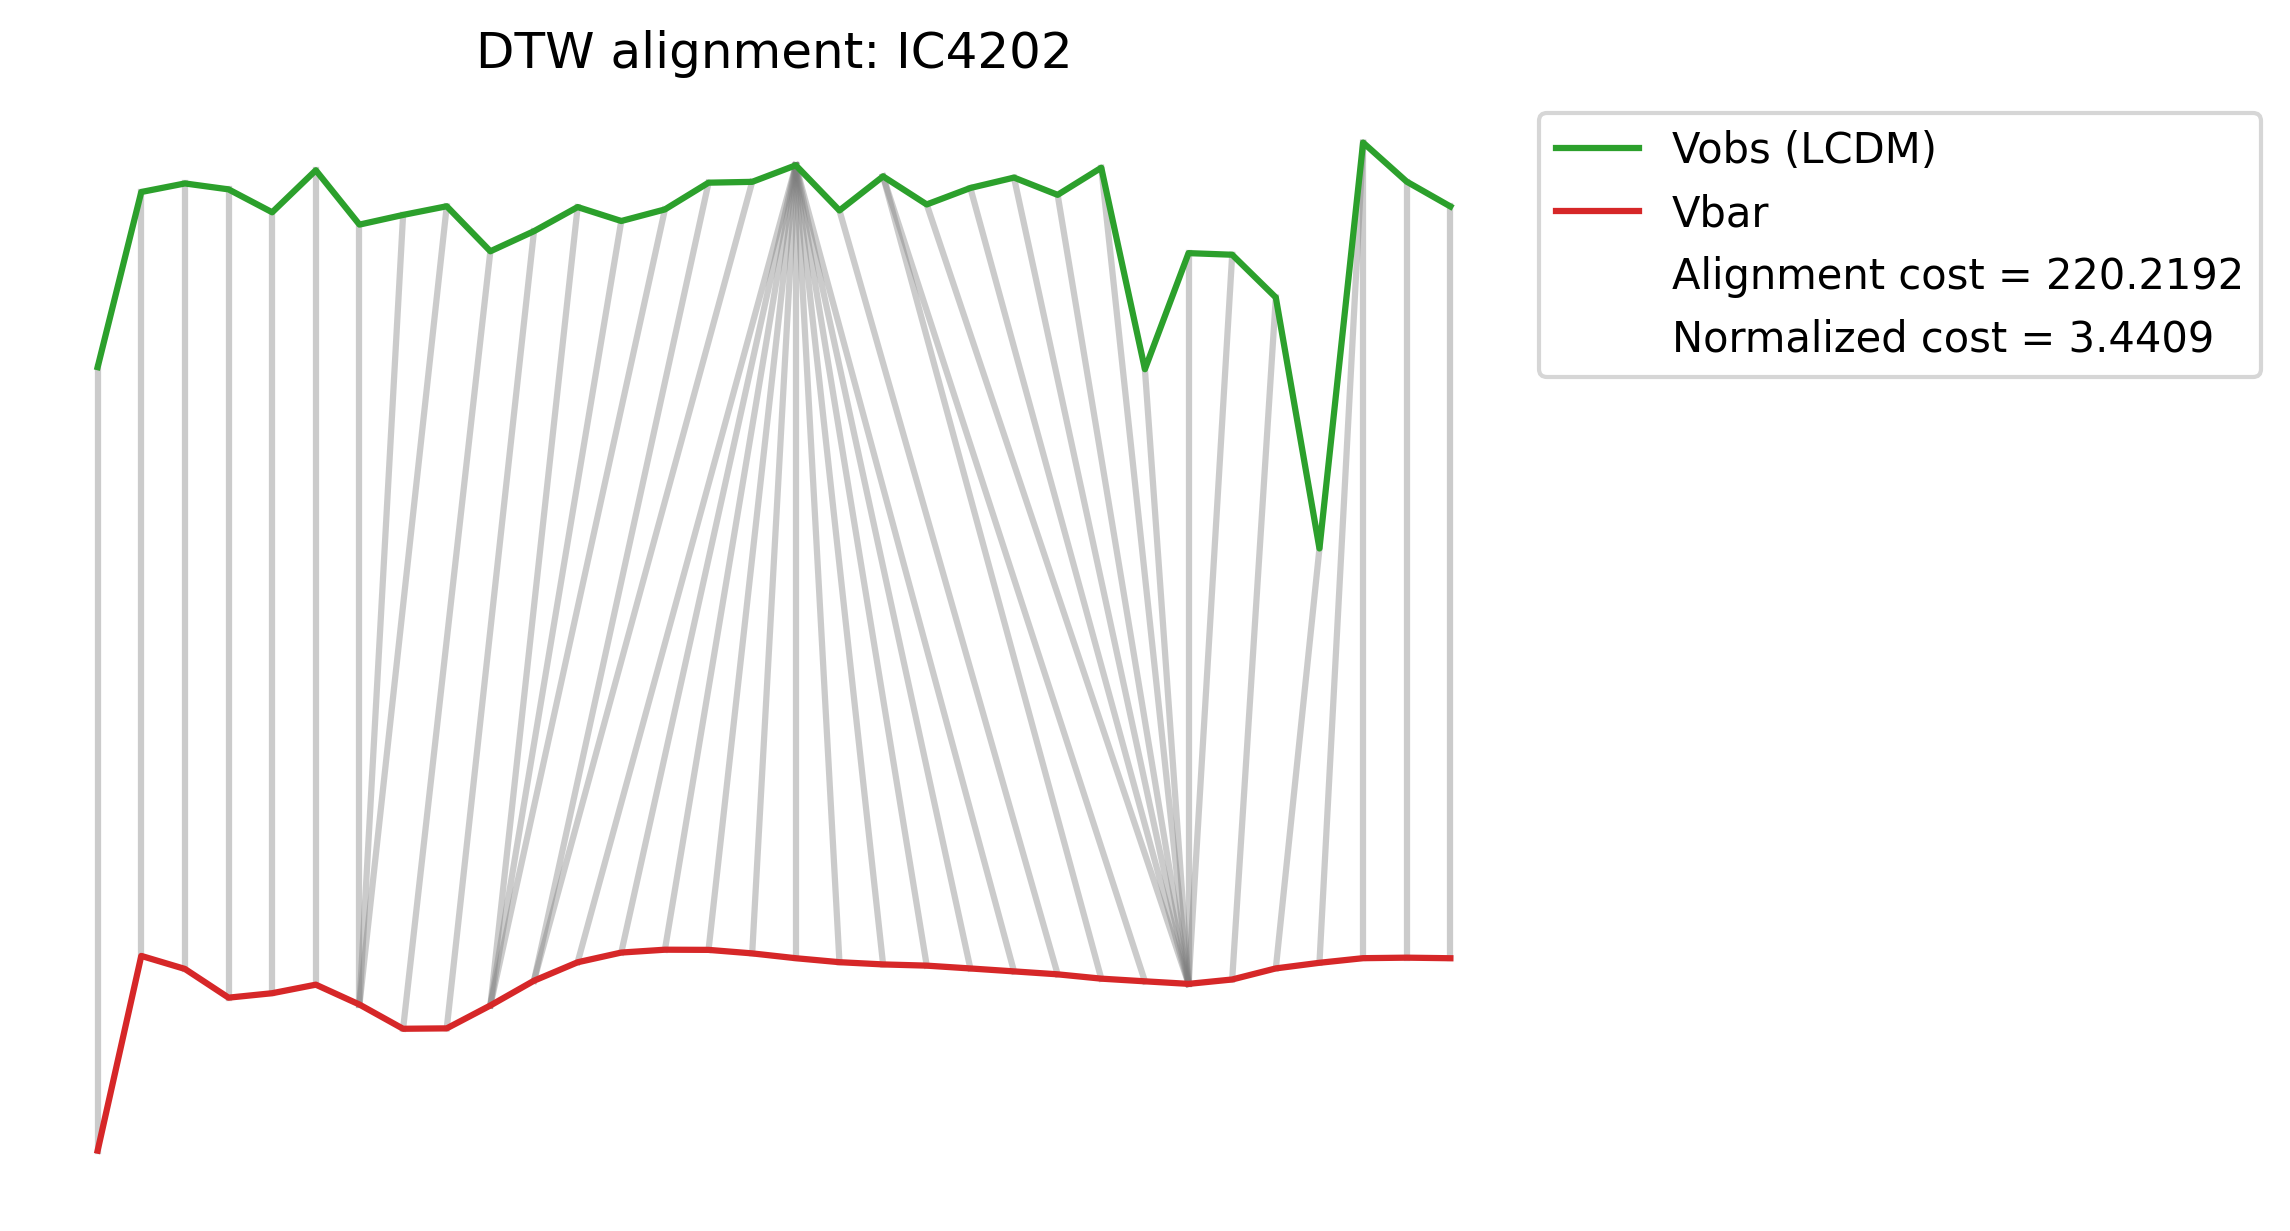 DTW alignment: IC4202
Vobs (LCDM)
Vbar
Alignment cost = 220.2192
Normalized cost = 3.4409